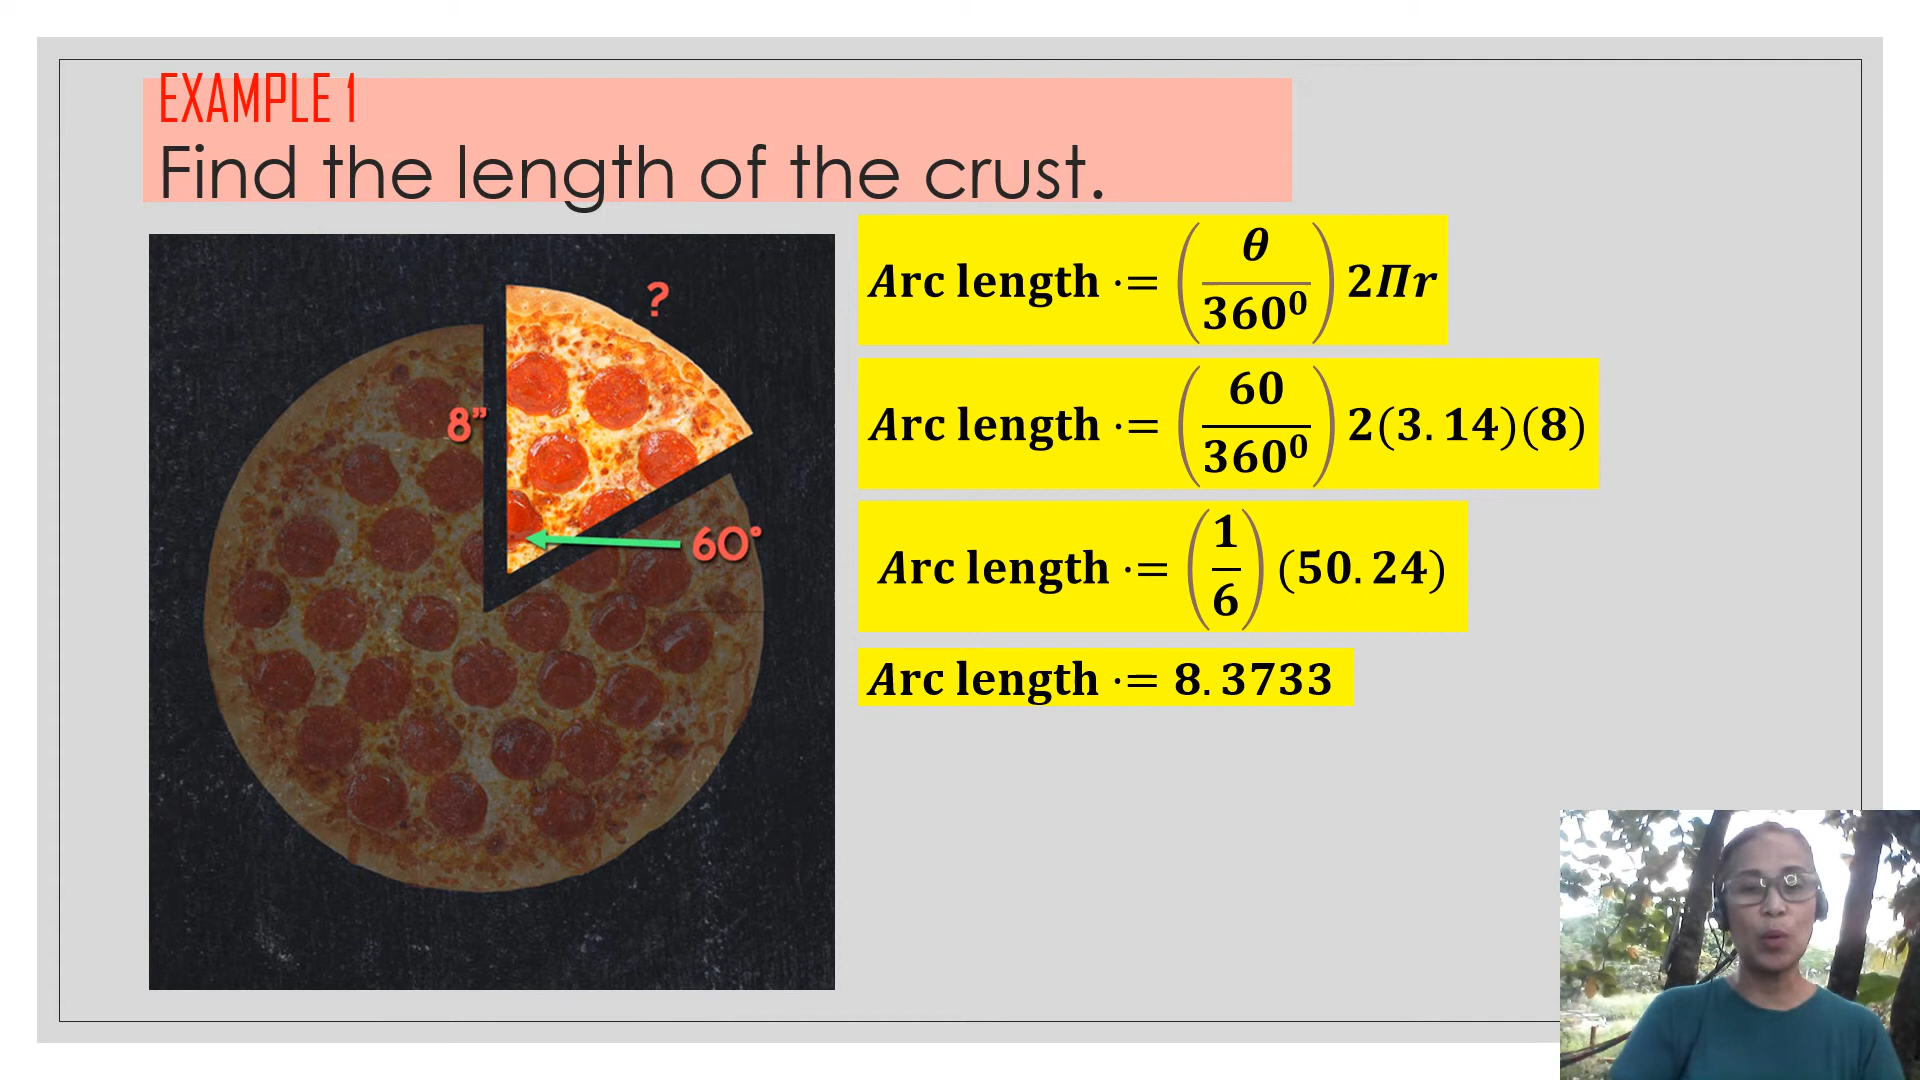 EXAMPLE 1
Find the length of the crust.
?
8”
60°
Arc length ·= (θ/360⁰) 2Πr
Arc length ·= (60/360⁰) 2(3.14)(8)
Arc length ·= (1/6) (50.24)
Arc length ·= 8.3733